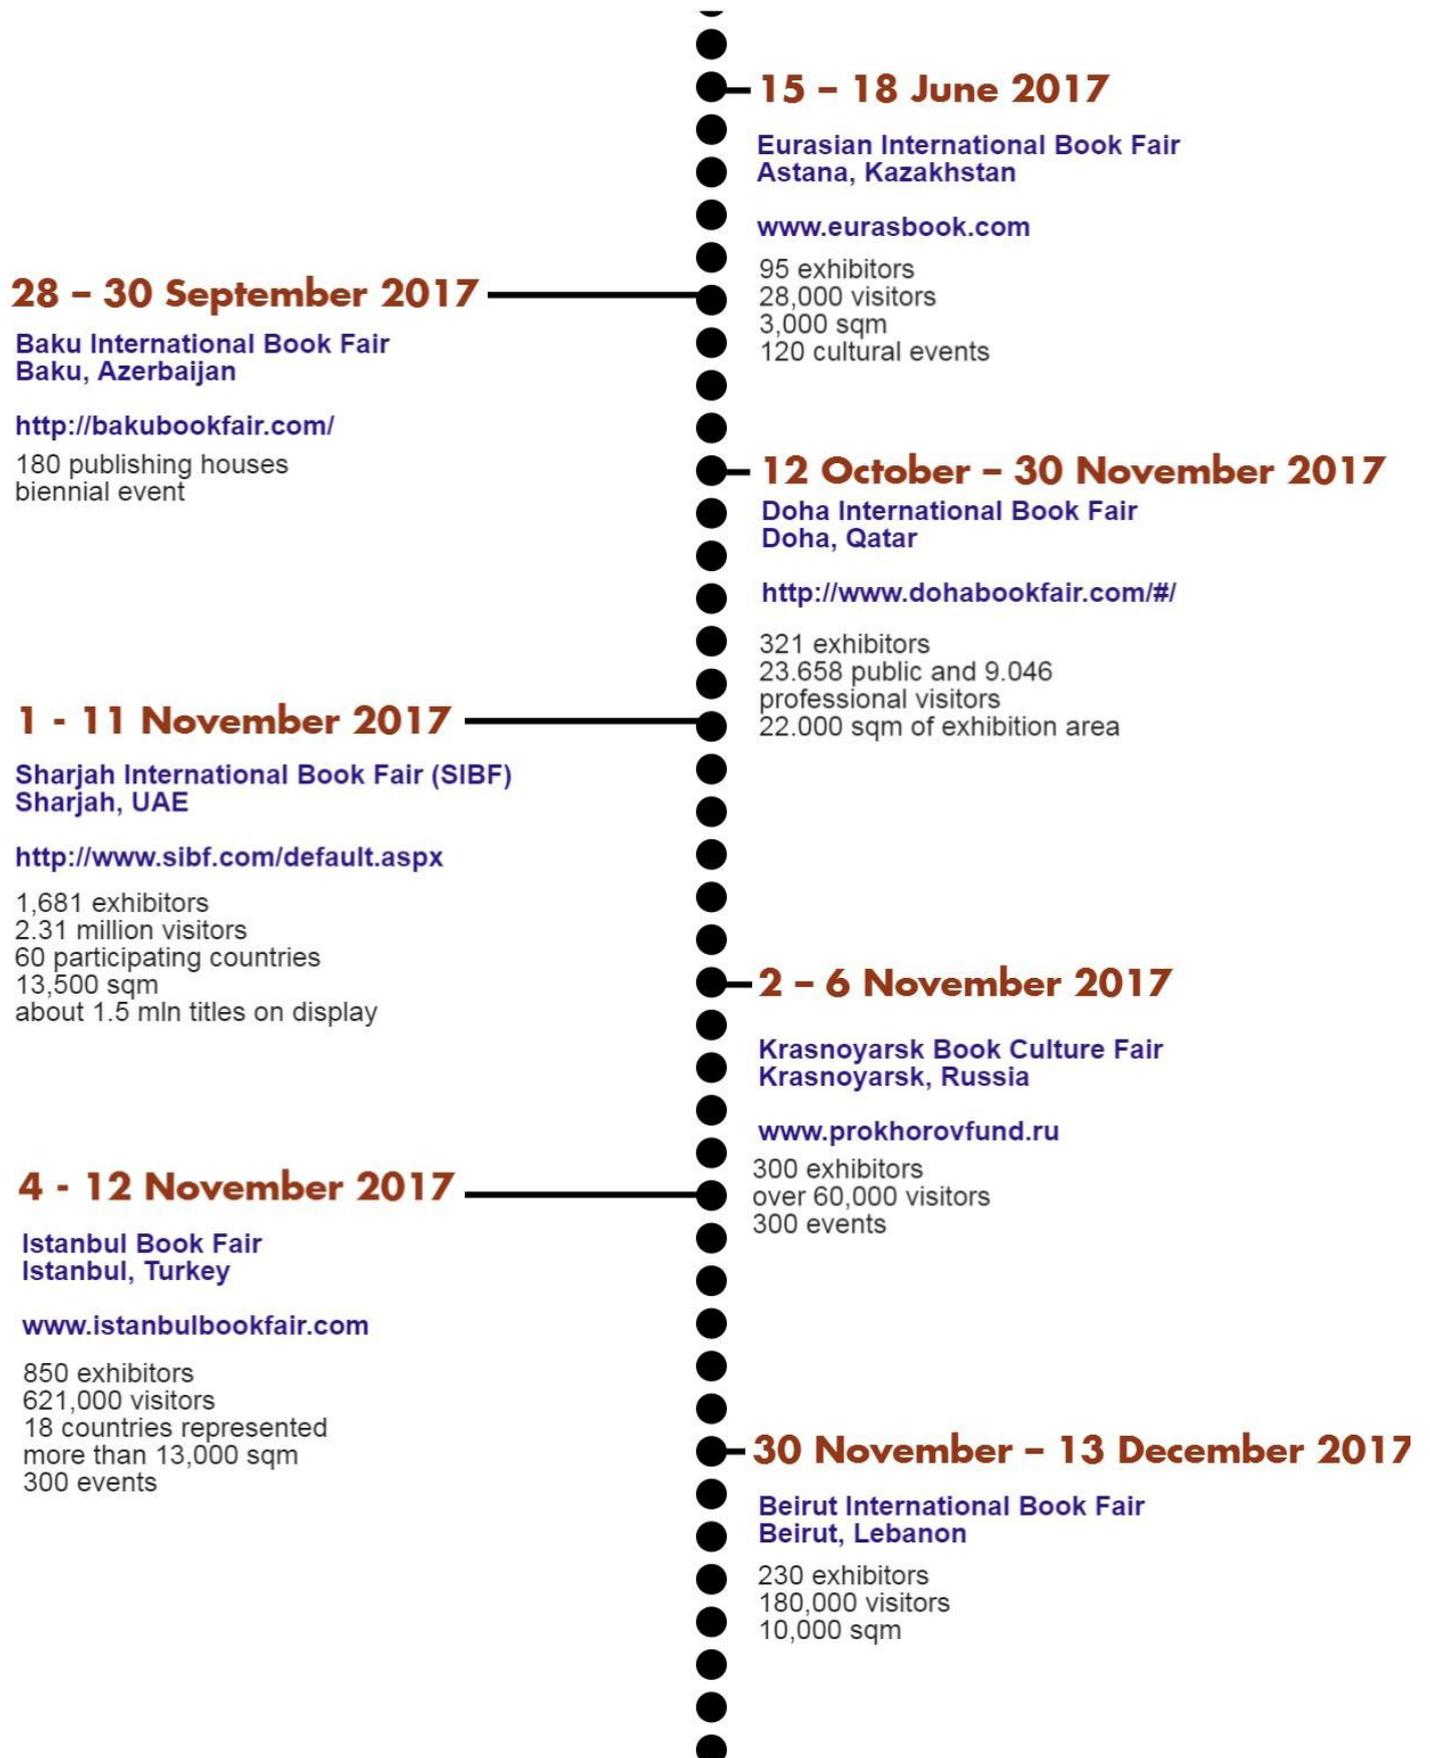 15 – 18 June 2017
Eurasian International Book Fair
Astana, Kazakhstan
www.eurasbook.com
95 exhibitors
28,000 visitors
3,000 sqm
120 cultural events
28 – 30 September 2017
Baku International Book Fair
Baku, Azerbaijan
http://bakubookfair.com/
180 publishing houses
biennial event
12 October – 30 November 2017
Doha International Book Fair
Doha, Qatar
http://www.dohabookfair.com/#/
321 exhibitors
23.658 public and 9.046
professional visitors
22.000 sqm of exhibition area
1 - 11 November 2017
Sharjah International Book Fair (SIBF)
Sharjah, UAE
http://www.sibf.com/default.aspx
1,681 exhibitors
2.31 million visitors
60 participating countries
13,500 sqm
about 1.5 mln titles on display
2 – 6 November 2017
Krasnoyarsk Book Culture Fair
Krasnoyarsk, Russia
www.prokhorovfund.ru
300 exhibitors
over 60,000 visitors
300 events
4 - 12 November 2017
Istanbul Book Fair
Istanbul, Turkey
www.istanbulbookfair.com
850 exhibitors
621,000 visitors
18 countries represented
more than 13,000 sqm
300 events
30 November – 13 December 2017
Beirut International Book Fair
Beirut, Lebanon
230 exhibitors
180,000 visitors
10,000 sqm